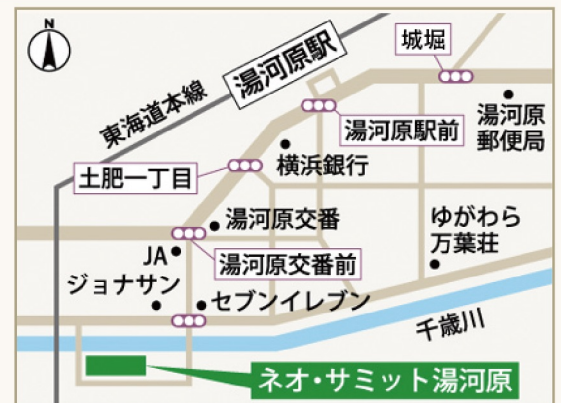 N
城堀
湯河原駅
東海道本線
湯河原
郵便局
湯河原駅前
横浜銀行
土肥一丁目
湯河原交番
ゆがわら
万葉荘
JA
湯河原交番前
ジョナサン
セブンイレブン
千歳川
ネオ・サミット湯河原